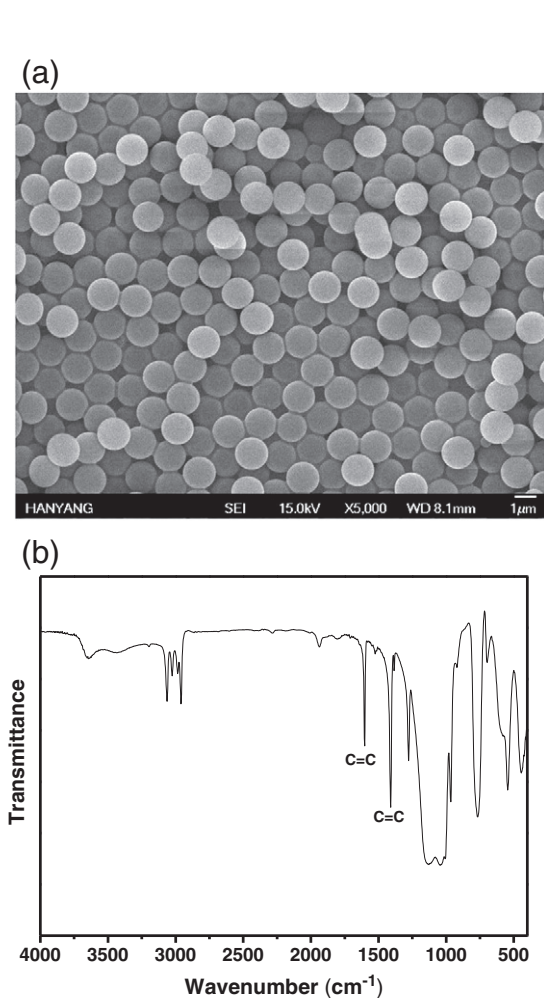 (a)
HANYANG SEI 15.0kV X5,000 WD 8.1mm 1μm
(b)
Transmittance
C=C
C=C
4000 3500 3000 2500 2000 1500 1000 500
Wavenumber (cm⁻¹)